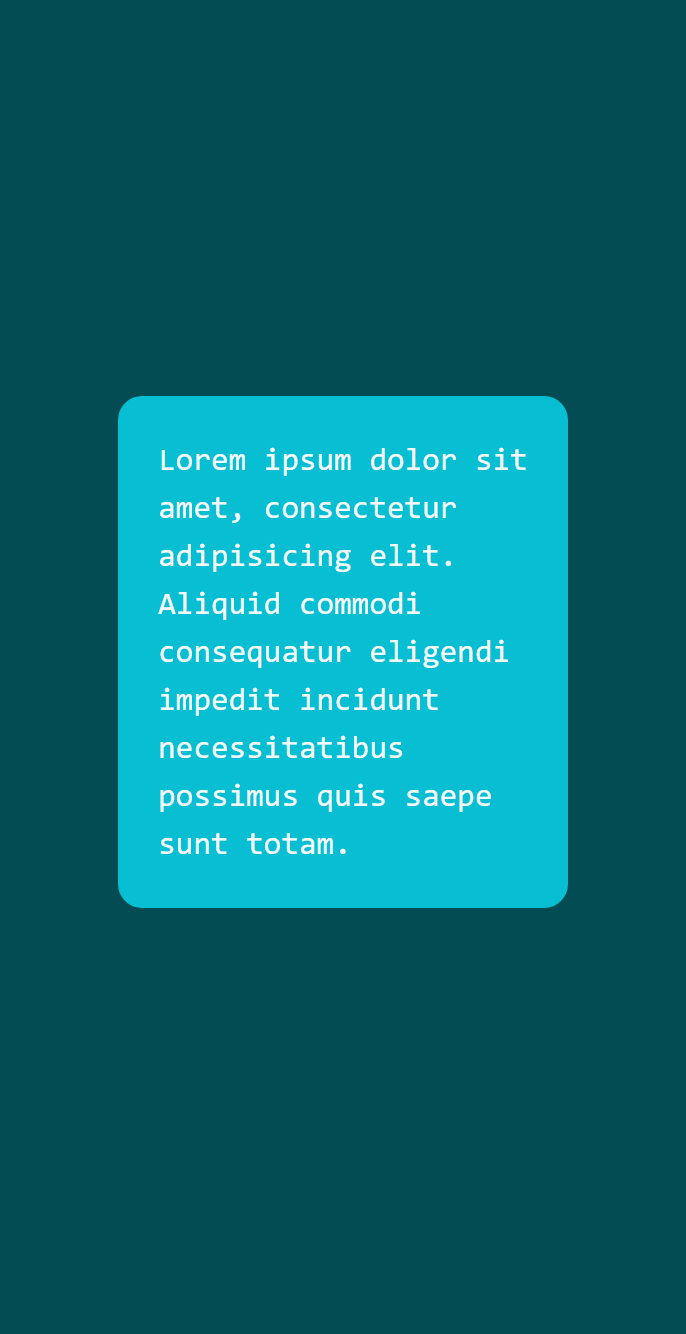 Lorem ipsum dolor sit
amet, consectetur
adipisicing elit.
Aliquid commodi
consequatur eligendi
impedit incidunt
necessitatibus
possimus quis saepe
sunt totam.